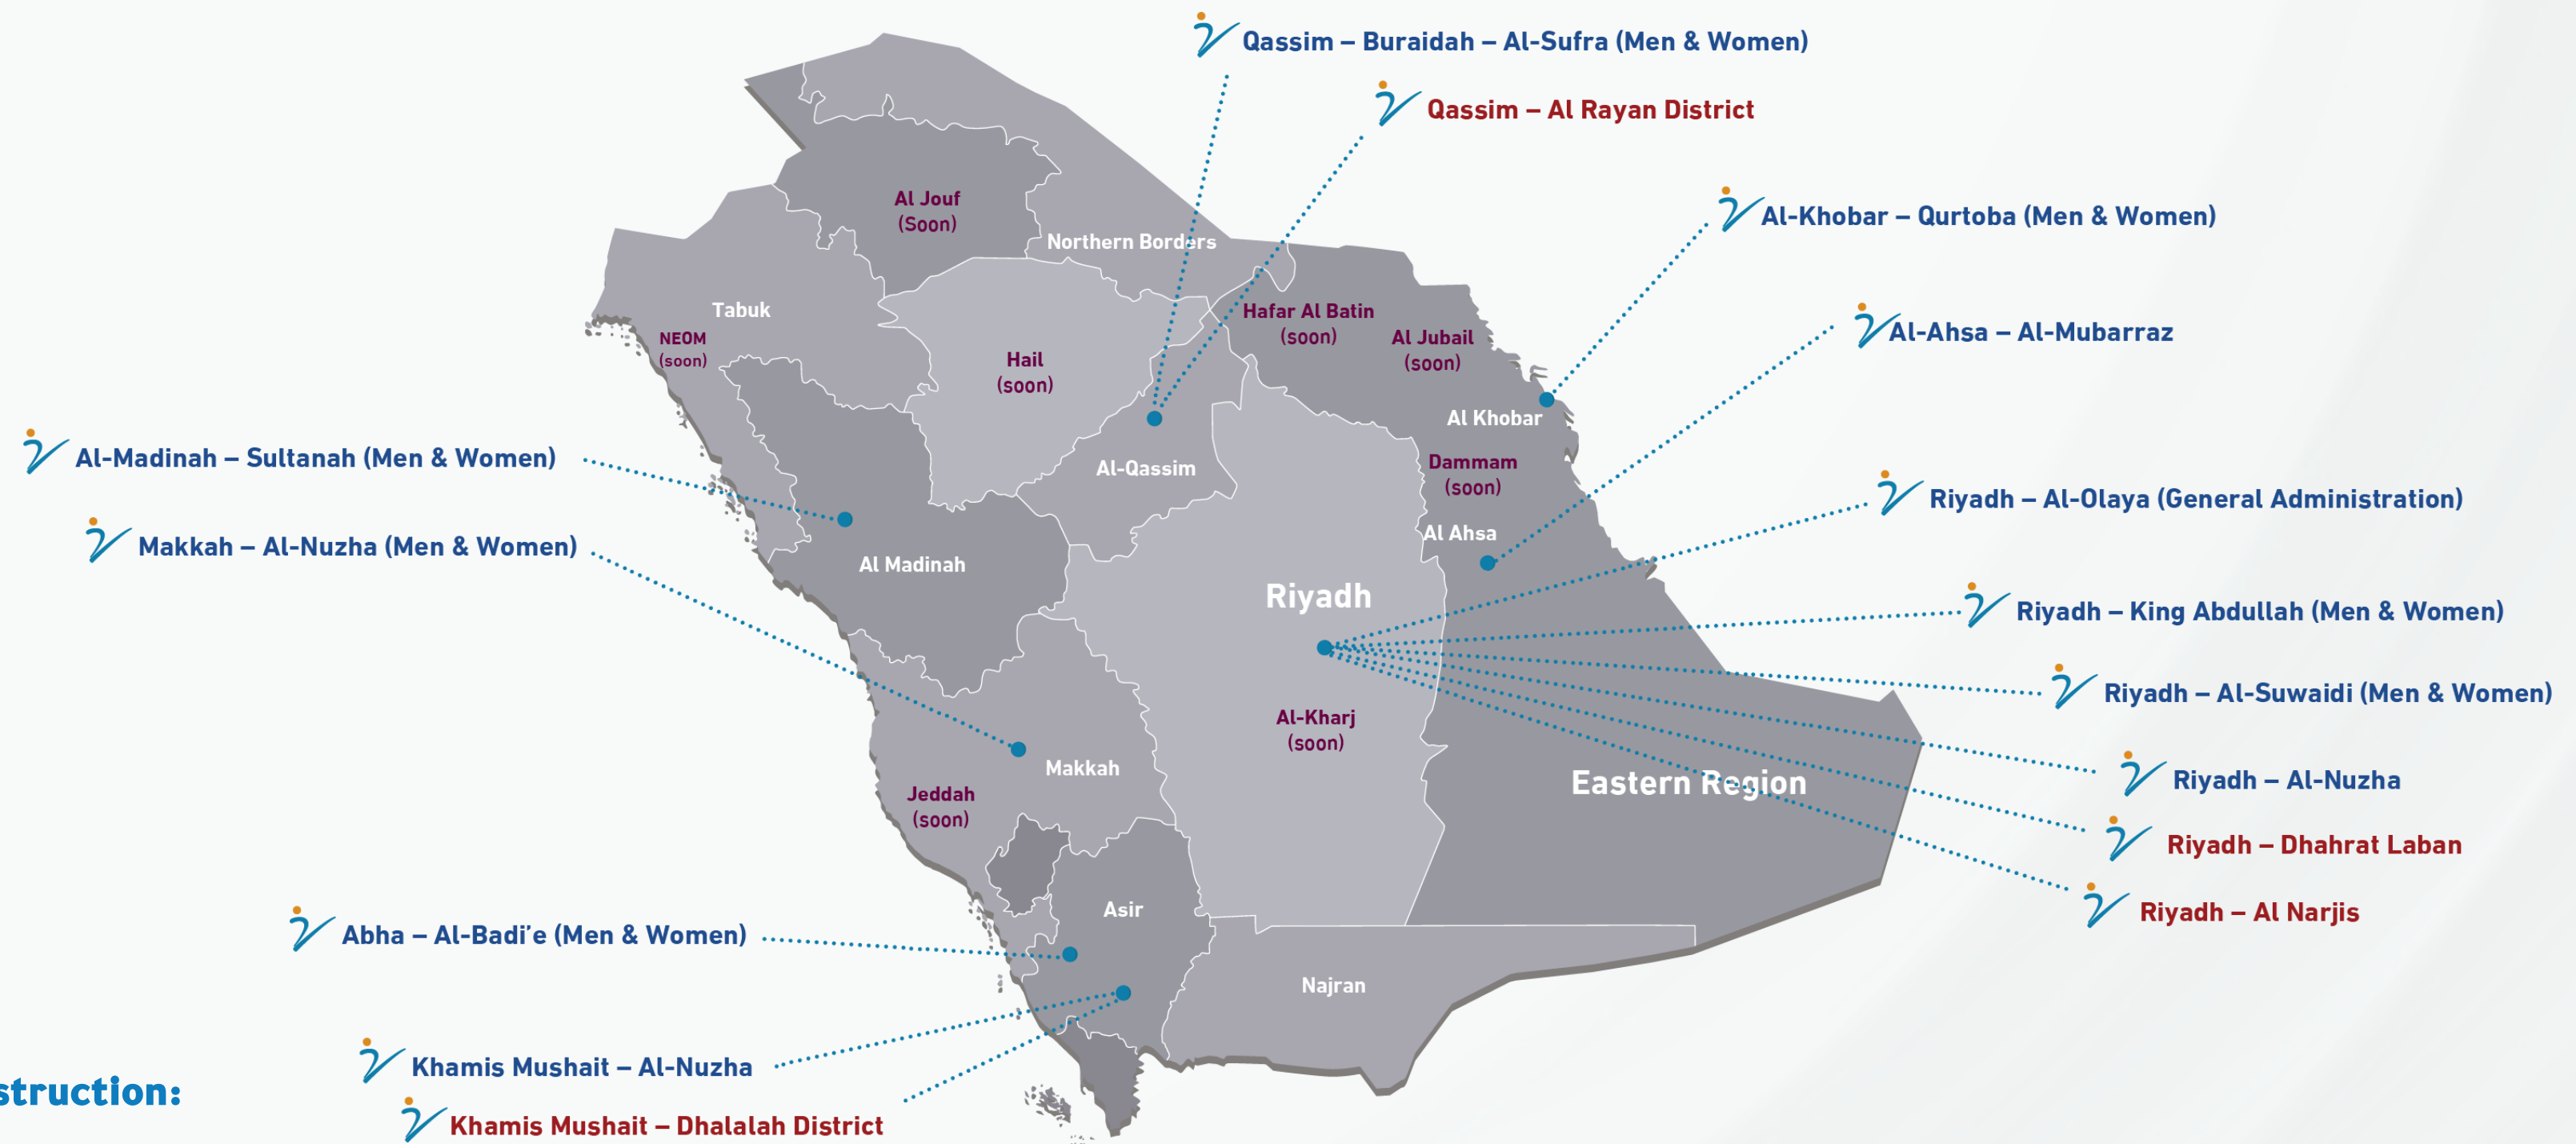 Qassim – Buraidah – Al-Sufra (Men & Women)
Qassim – Al Rayan District
Al Jouf
(Soon)
Al-Khobar – Qurtoba (Men & Women)
Northern Borders
Tabuk
Hafar Al Batin
(soon)
Al Jubail
(soon)
Al-Ahsa – Al-Mubarraz
NEOM
(soon)
Hail
(soon)
Al Khobar
Al-Madinah – Sultanah (Men & Women)
Al-Qassim
Dammam
(soon)
Riyadh – Al-Olaya (General Administration)
Makkah – Al-Nuzha (Men & Women)
Al Ahsa
Al Madinah
Riyadh
Riyadh – King Abdullah (Men & Women)
Riyadh – Al-Suwaidi (Men & Women)
Al-Kharj
(soon)
Makkah
Eastern Region
Riyadh – Al-Nuzha
Jeddah
(soon)
Riyadh – Dhahrat Laban
Asir
Riyadh – Al Narjis
Abha – Al-Badi’e (Men & Women)
Najran
Khamis Mushait – Al-Nuzha
struction:
Khamis Mushait – Dhalalah District